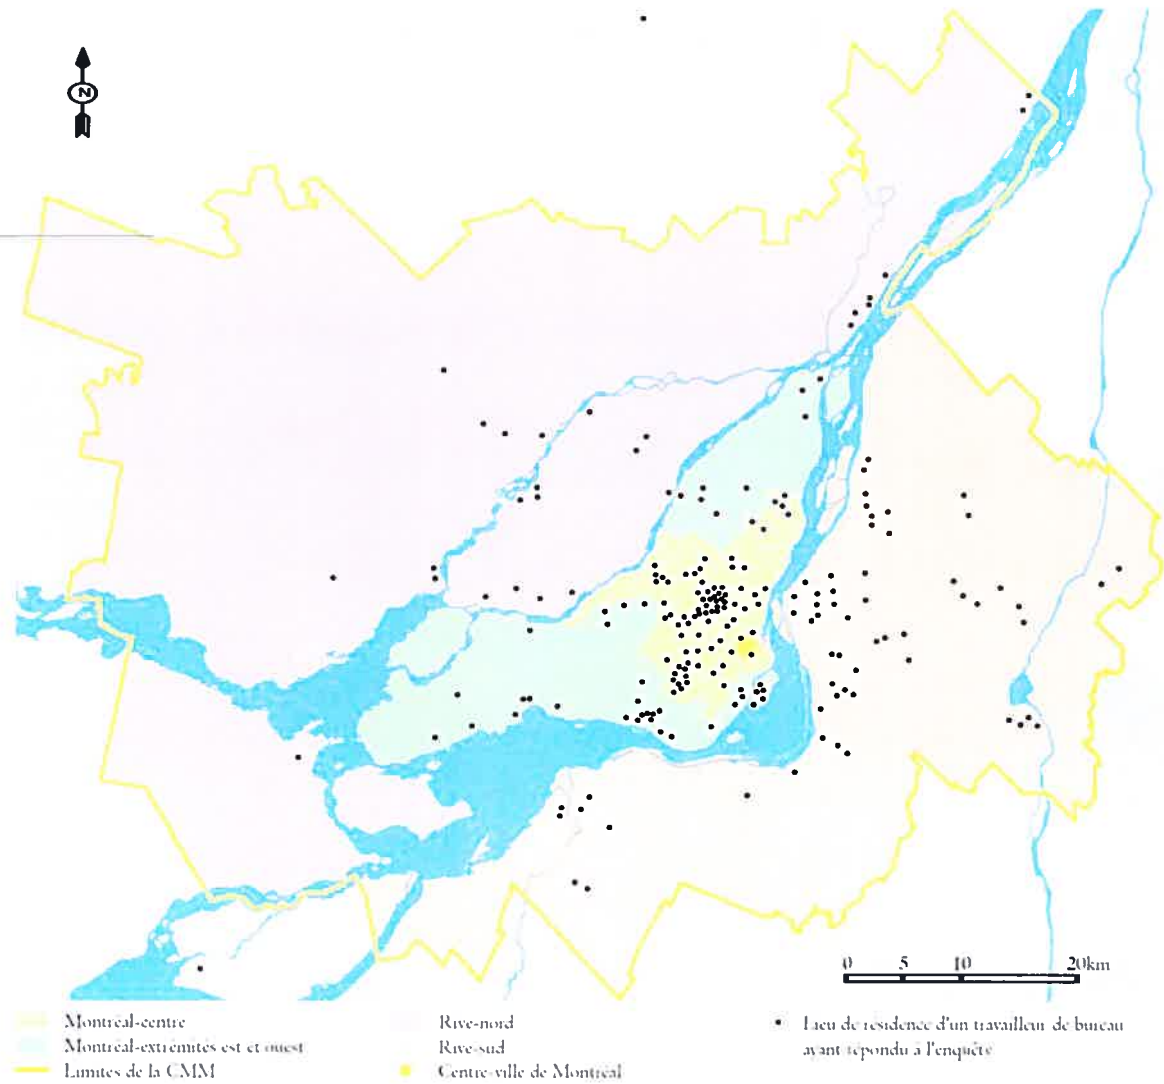 N
0 5 10 20km
Montréal-centre
Montréal-extrémités est et ouest
Limites de la CMM
Rive-nord
Rive-sud
Centre-ville de Montréal
Lieu de résidence d'un travailleur de bureau
ayant répondu à l'enquête